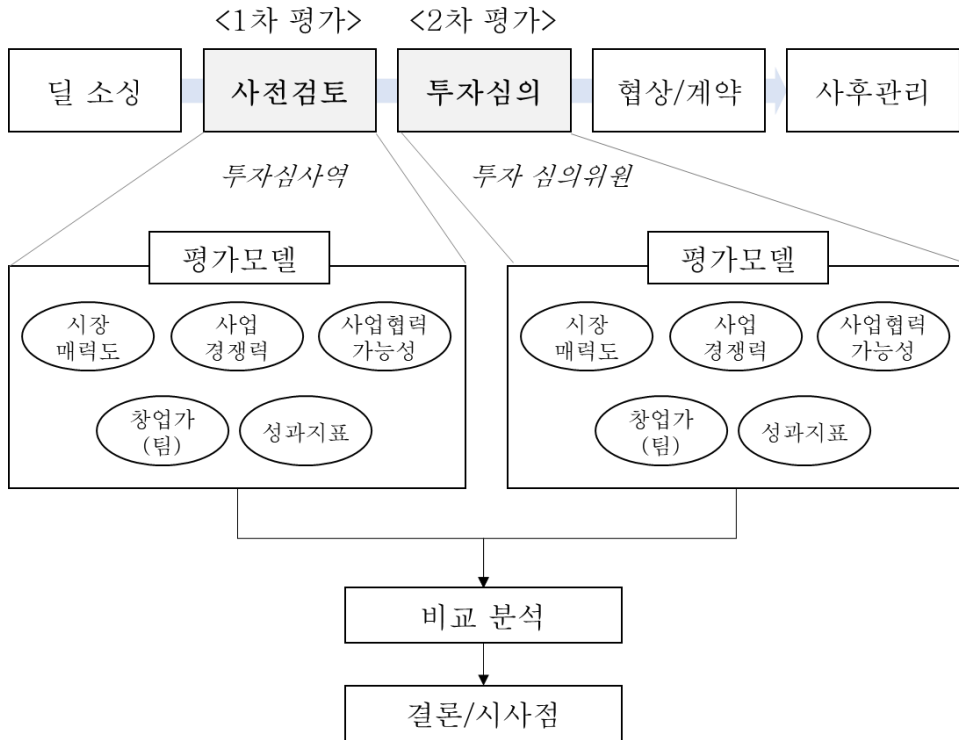 <1차 평가> <2차 평가>
딜 소싱 사전검토 투자심의 협상/계약 사후관리
투자심사역 투자 심의위원
평가모델 평가모델
시장 사업 사업협력 시장 사업 사업협력
매력도 경쟁력 가능성 매력도 경쟁력 가능성
창업가 성과지표 창업가 성과지표
(팀) (팀)
비교 분석
결론/시사점